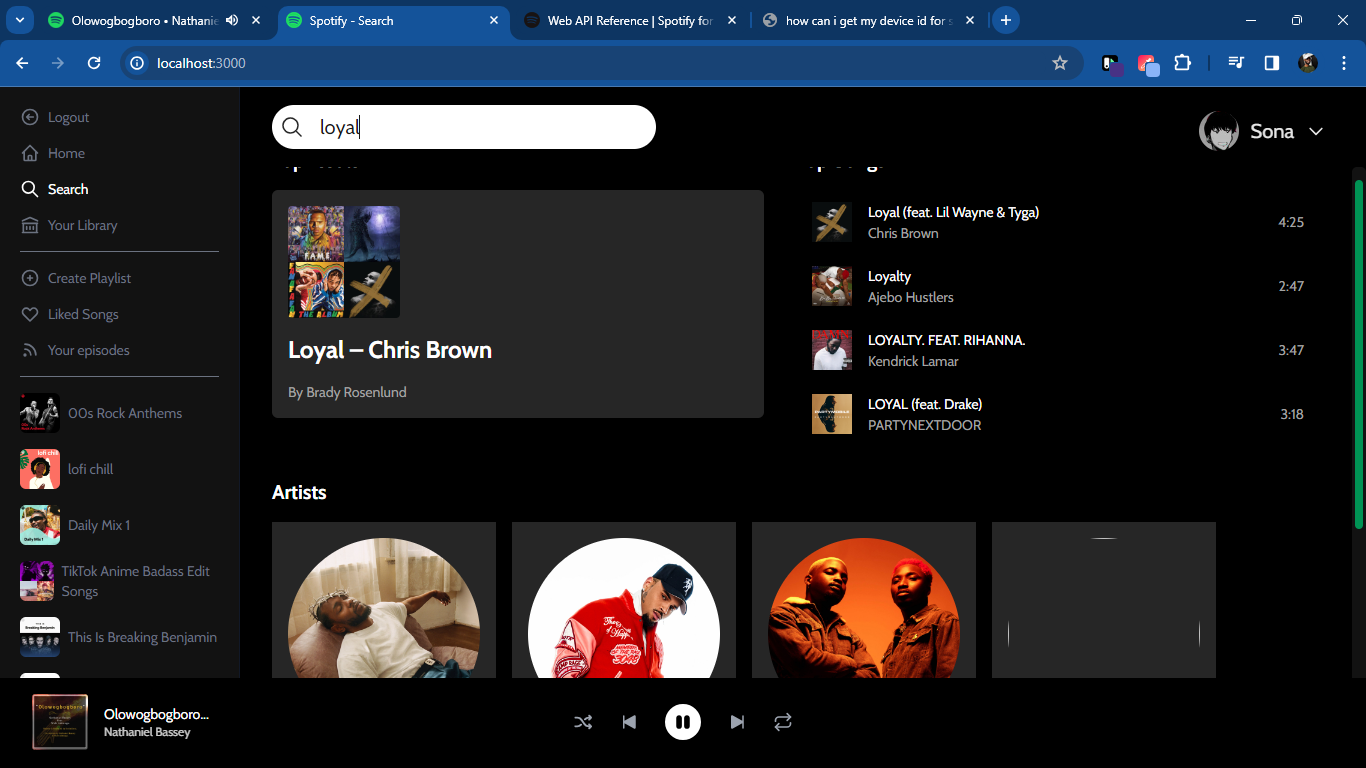 Olowogbogboro • Nathanie
Spotify - Search
Web API Reference | Spotify for
how can i get my device id for s
localhost:3000
Logout
Home
Search
Your Library
Create Playlist
Liked Songs
Your episodes
00s Rock Anthems
lofi chill
Daily Mix 1
TikTok Anime Badass Edit
Songs
This Is Breaking Benjamin
loyal
Sona
F.A.M.E.
THE ALBUM
Loyal – Chris Brown
By Brady Rosenlund
Loyal (feat. Lil Wayne & Tyga)
Chris Brown
4:25
Loyalty
Ajebo Hustlers
2:47
LOYALTY. FEAT. RIHANNA.
Kendrick Lamar
3:47
LOYAL (feat. Drake)
PARTYNEXTDOOR
3:18
Artists
"Olowogbogboro"
Olowogbogboro...
Nathaniel Bassey